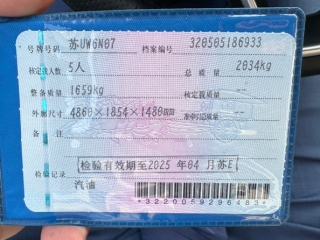 号牌号码 苏UW6N07 档案编号 320505186933
核定载人数 5人 总质量 2034kg
整备质量 1659kg 核定载质量 --
外廓尺寸 4860×1854×1480mm 准牵引总质量 --
备注
检验有效期至2025年04月苏E
检验记录
汽油
*3220059296483*